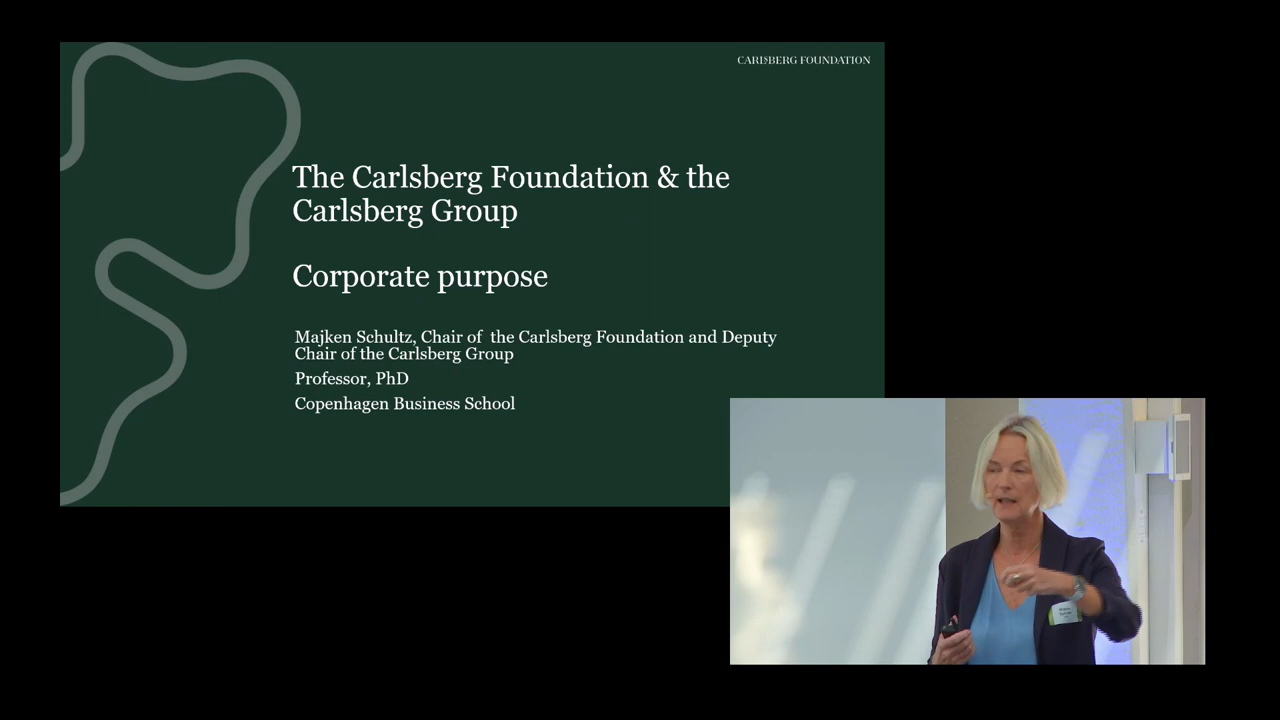 CARLSBERG FOUNDATION
The Carlsberg Foundation & the
Carlsberg Group
Corporate purpose
Majken Schultz, Chair of the Carlsberg Foundation and Deputy
Chair of the Carlsberg Group
Professor, PhD
Copenhagen Business School